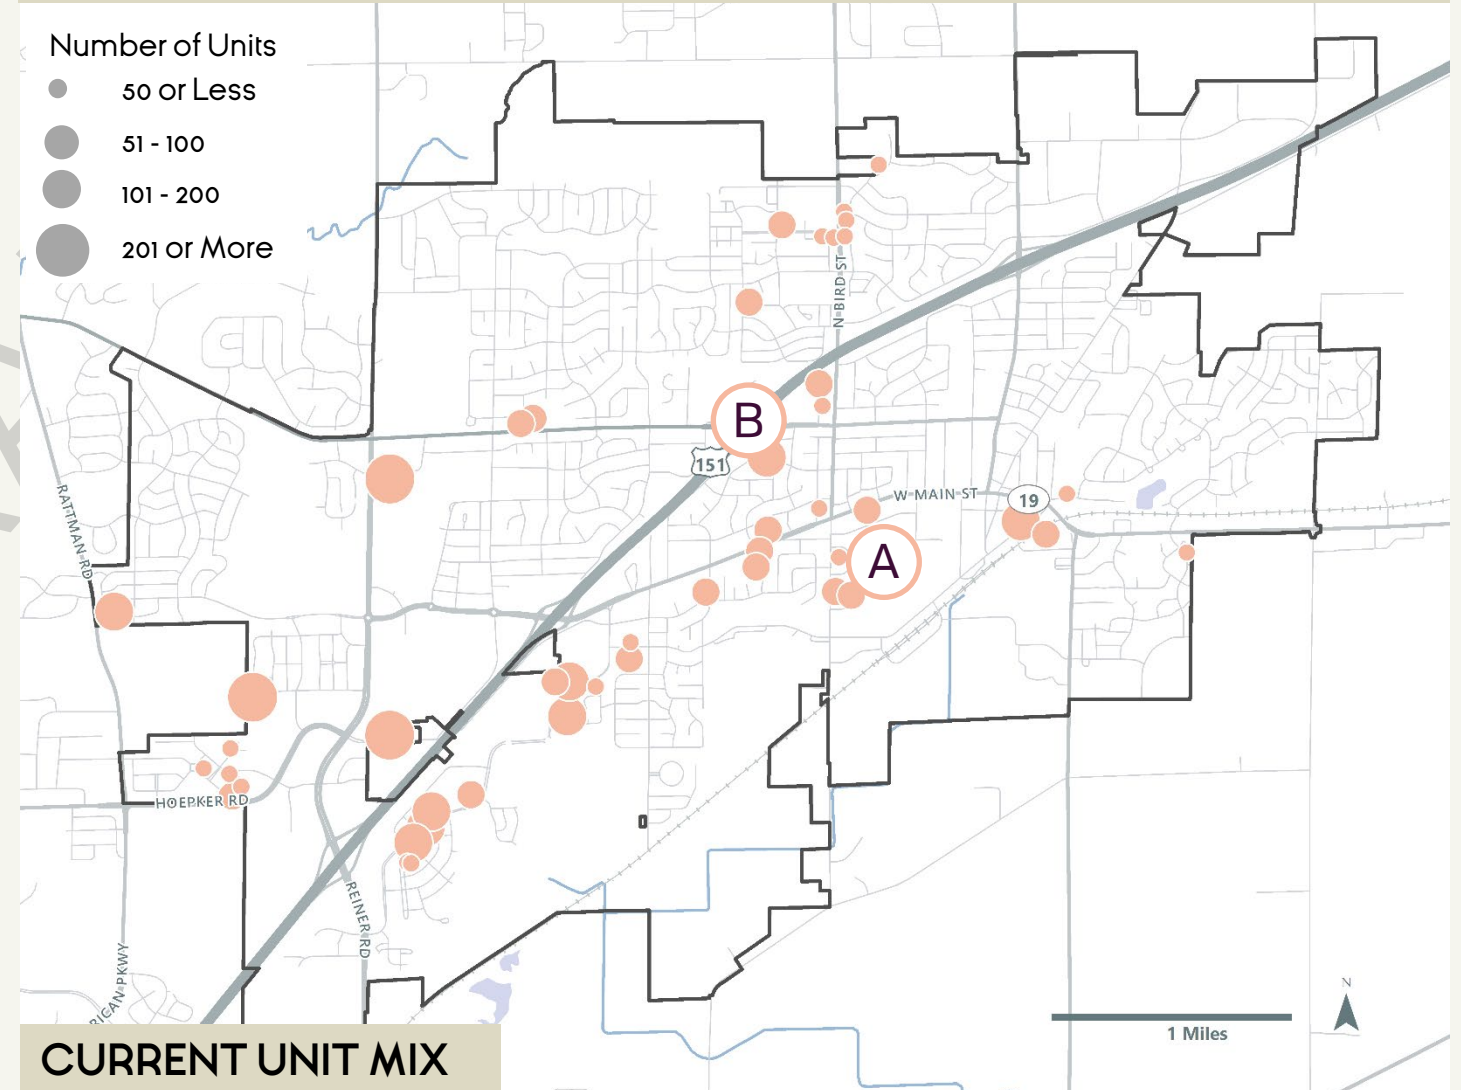 Number of Units
50 or Less
51 - 100
101 - 200
201 or More
N BIRD ST
B
151
RATTMAN RD
W MAIN ST
19
A
HOEPKER RD
REINER RD
RICAN PKWY
N
1 Miles
CURRENT UNIT MIX